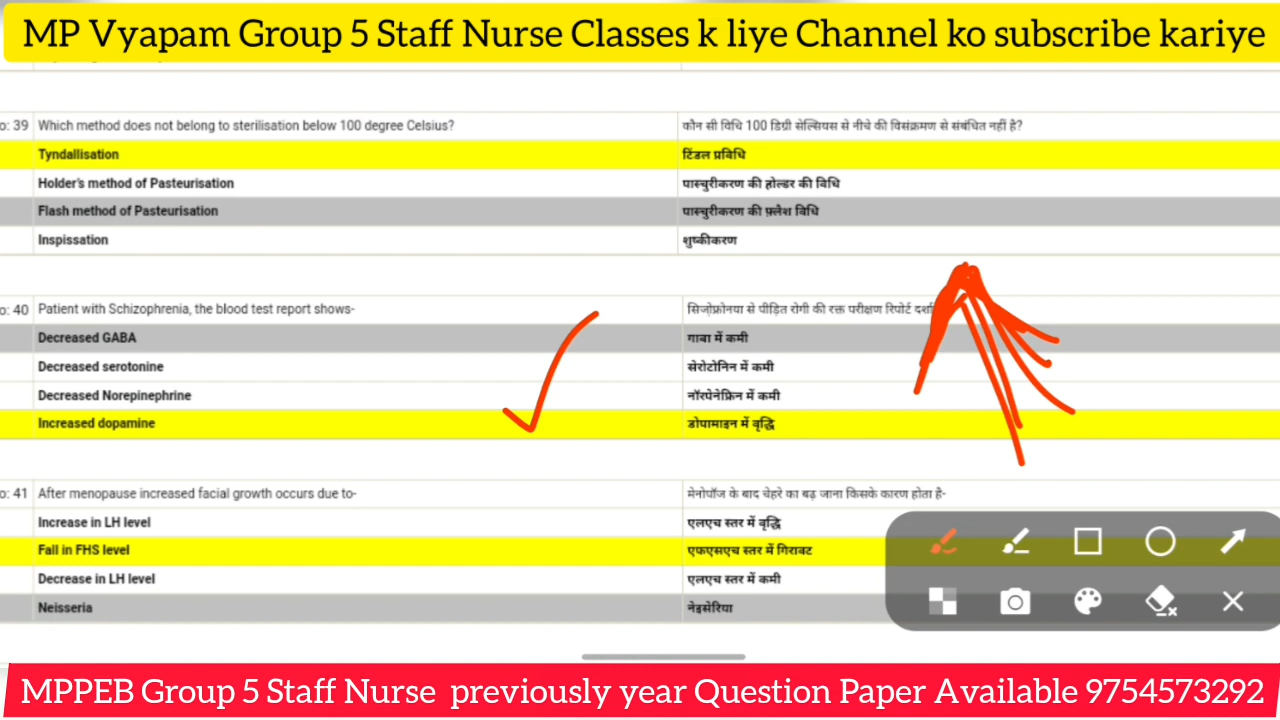 MP Vyapam Group 5 Staff Nurse Classes k liye Channel ko subscribe kariye
o: 39 Which method does not belong to sterilisation below 100 degree Celsius? कौन सी विधि 100 डिग्री सेल्सियस से नीचे की विसंक्रमण से संबंधित नहीं है?
Tyndallisation टिंडल प्रविधि
Holder's method of Pasteurisation पास्चुरीकरण की होल्डर की विधि
Flash method of Pasteurisation पास्चुरीकरण की फ़्लैश विधि
Inspissation शुष्कीकरण
o: 40 Patient with Schizophrenia, the blood test report shows- सिज़ोफ्रोनया से पीड़ित रोगी की रक्त परीक्षण रिपोर्ट
Decreased GABA गाबा में कमी
Decreased serotonine सेरोटोनिन में कमी
Decreased Norepinephrine नॉरपेनेफ्रिन में कमी
Increased dopamine डोपामाइन में वृद्धि
o: 41 After menopause increased facial growth occurs due to- मेनोपॉज के बाद चेहरे का बढ़ जाना किसके कारण होता है-
Increase in LH level एलएच स्तर में वृद्धि
Fall in FHS level एफएसएच स्तर में गिरावट
Decrease in LH level एलएच स्तर में कमी
Neisseria नेइसेरिया
MPPEB Group 5 Staff Nurse previously year Question Paper Available 9754573292